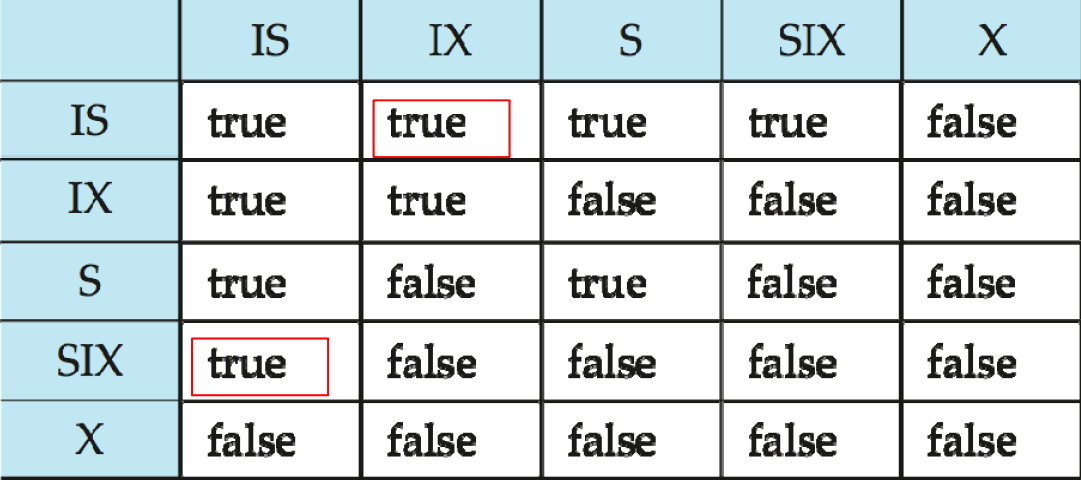 IS IX S SIX X
IS true true true true false
IX true true false false false
S true false true false false
SIX true false false false false
X false false false false false